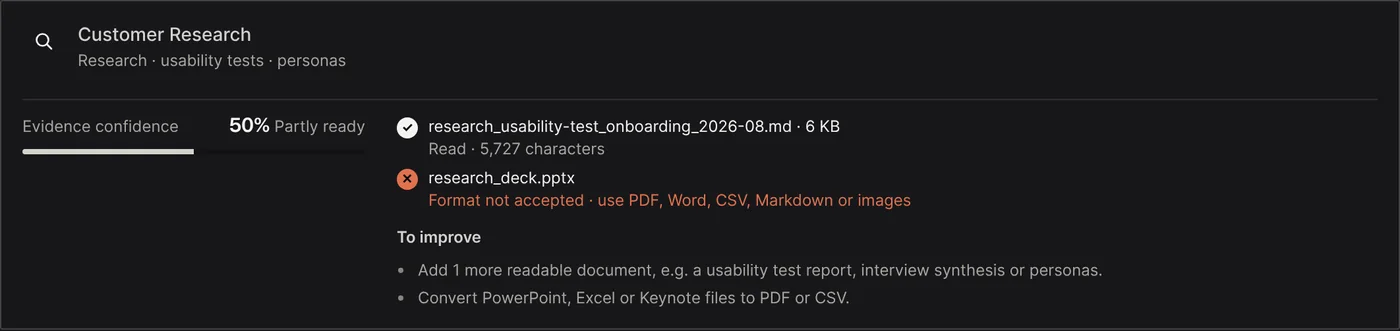 Customer Research
Research · usability tests · personas
Evidence confidence 50% Partly ready
research_usability-test_onboarding_2026-08.md · 6 KB
Read · 5,727 characters
research_deck.pptx
Format not accepted · use PDF, Word, CSV, Markdown or images
To improve
• Add 1 more readable document, e.g. a usability test report, interview synthesis or personas.
• Convert PowerPoint, Excel or Keynote files to PDF or CSV.